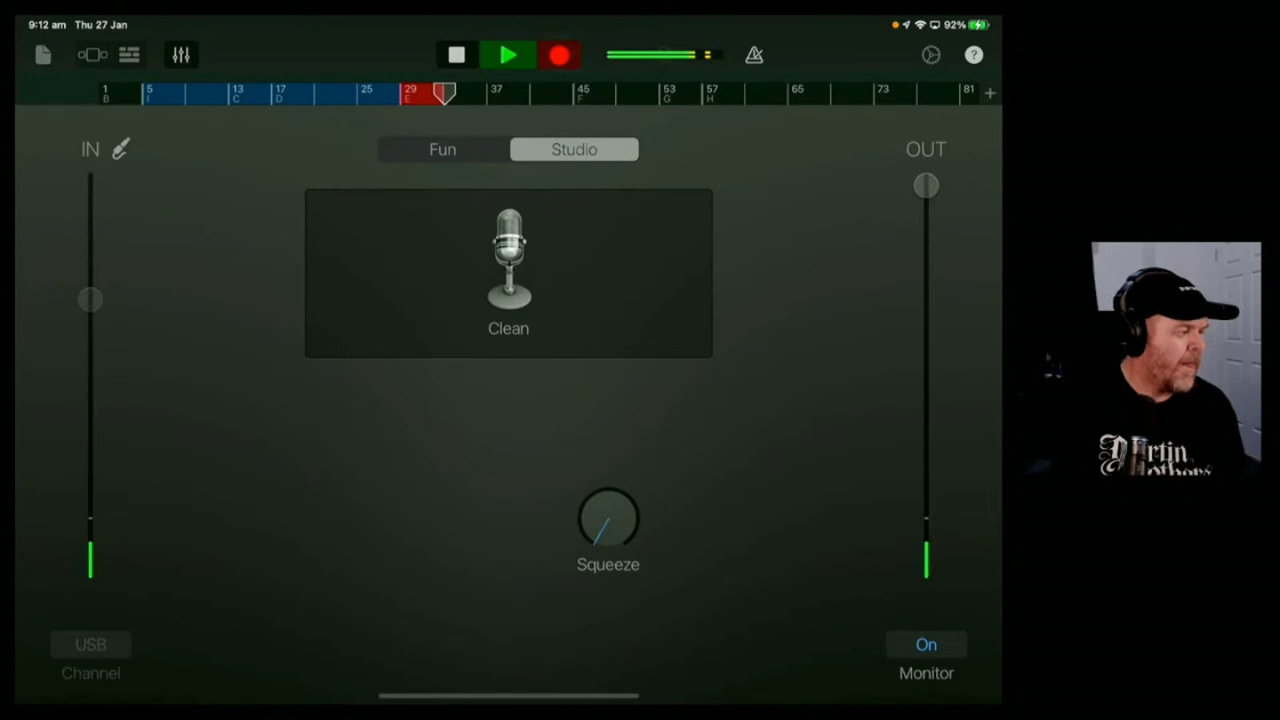 9:12 am Thu 27 Jan
92%
1 5 13 17 25 29 37 45 53 57 65 73 81
B I C D E F G H
IN
Fun Studio
OUT
Clean
Squeeze
USB
On
Channel
Monitor